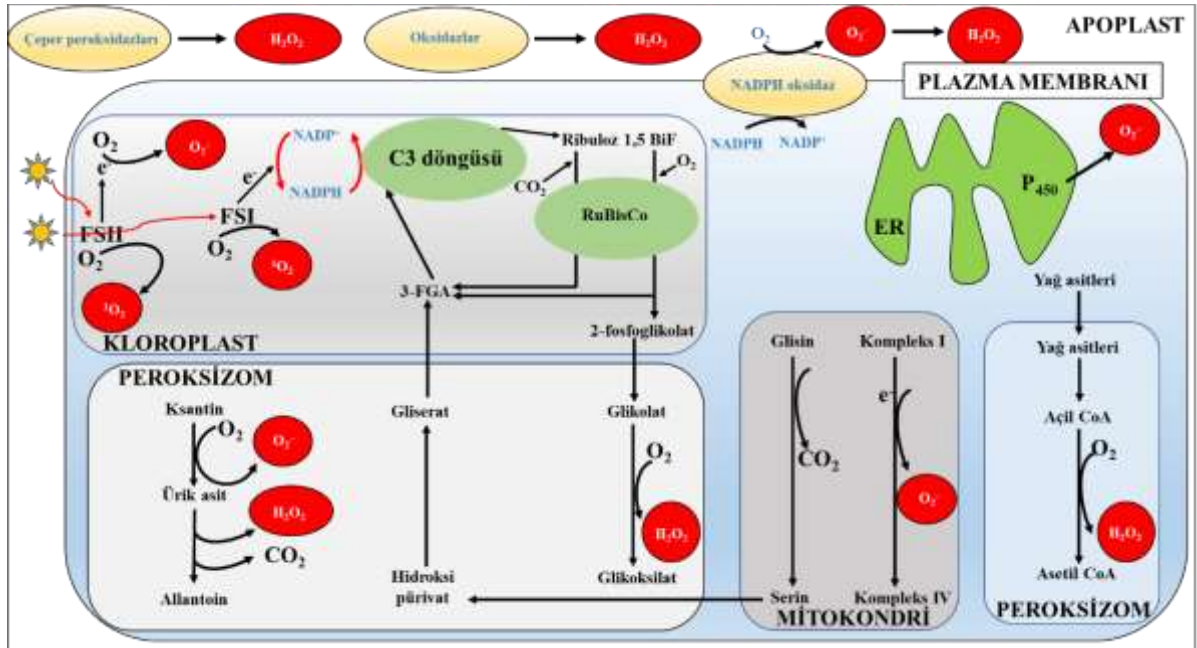 Çeper peroksidazları
H₂O₂
Oksidazlar
H₂O₂
O₂
O₂⁻
H₂O₂
APOPLAST
NADPH oksidaz
PLAZMA MEMBRANI
NADPH
NADP⁺
O₂
O₂⁻
e⁻
FSII
O₂
¹O₂
NADP⁺
NADPH
e⁻
FSI
O₂
C3 döngüsü
Ribuloz 1,5 BiF
CO₂
O₂
RuBisCo
3-FGA
2-fosfoglikolat
KLOROPLAST
ER
P₄₅₀
O₂⁻
Yağ asitleri
PEROKSİZOM
Ksantin
O₂
O₂⁻
Ürik asit
H₂O₂
CO₂
Allantoin
Gliserat
Hidroksi
pürivat
Glikolat
O₂
H₂O₂
Glikoksilat
Glisin
CO₂
Serin
Kompleks I
e⁻
O₂⁻
Kompleks IV
MİTOKONDRİ
Yağ asitleri
Açil CoA
O₂
H₂O₂
Asetil CoA
PEROKSİZOM